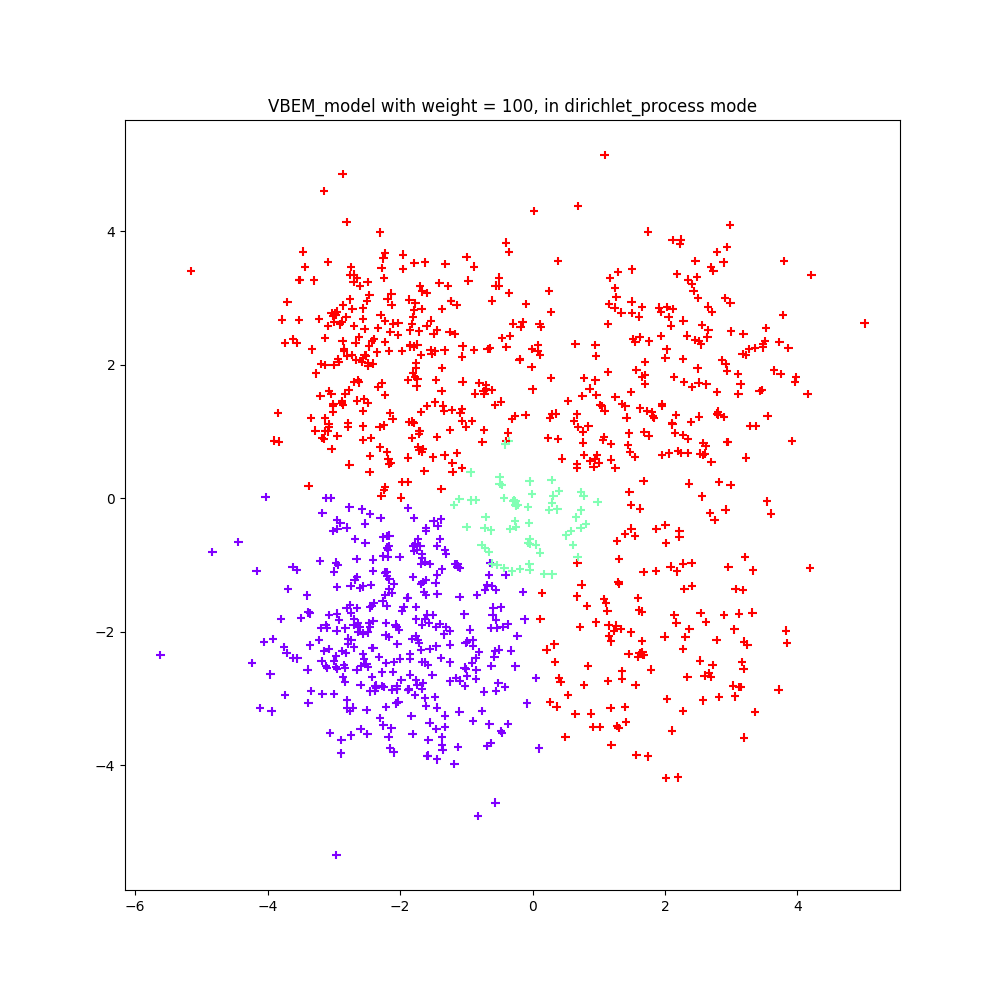 VBEM_model with weight = 100, in dirichlet_process mode
4
2
0
−2
−4
−6 −4 −2 0 2 4